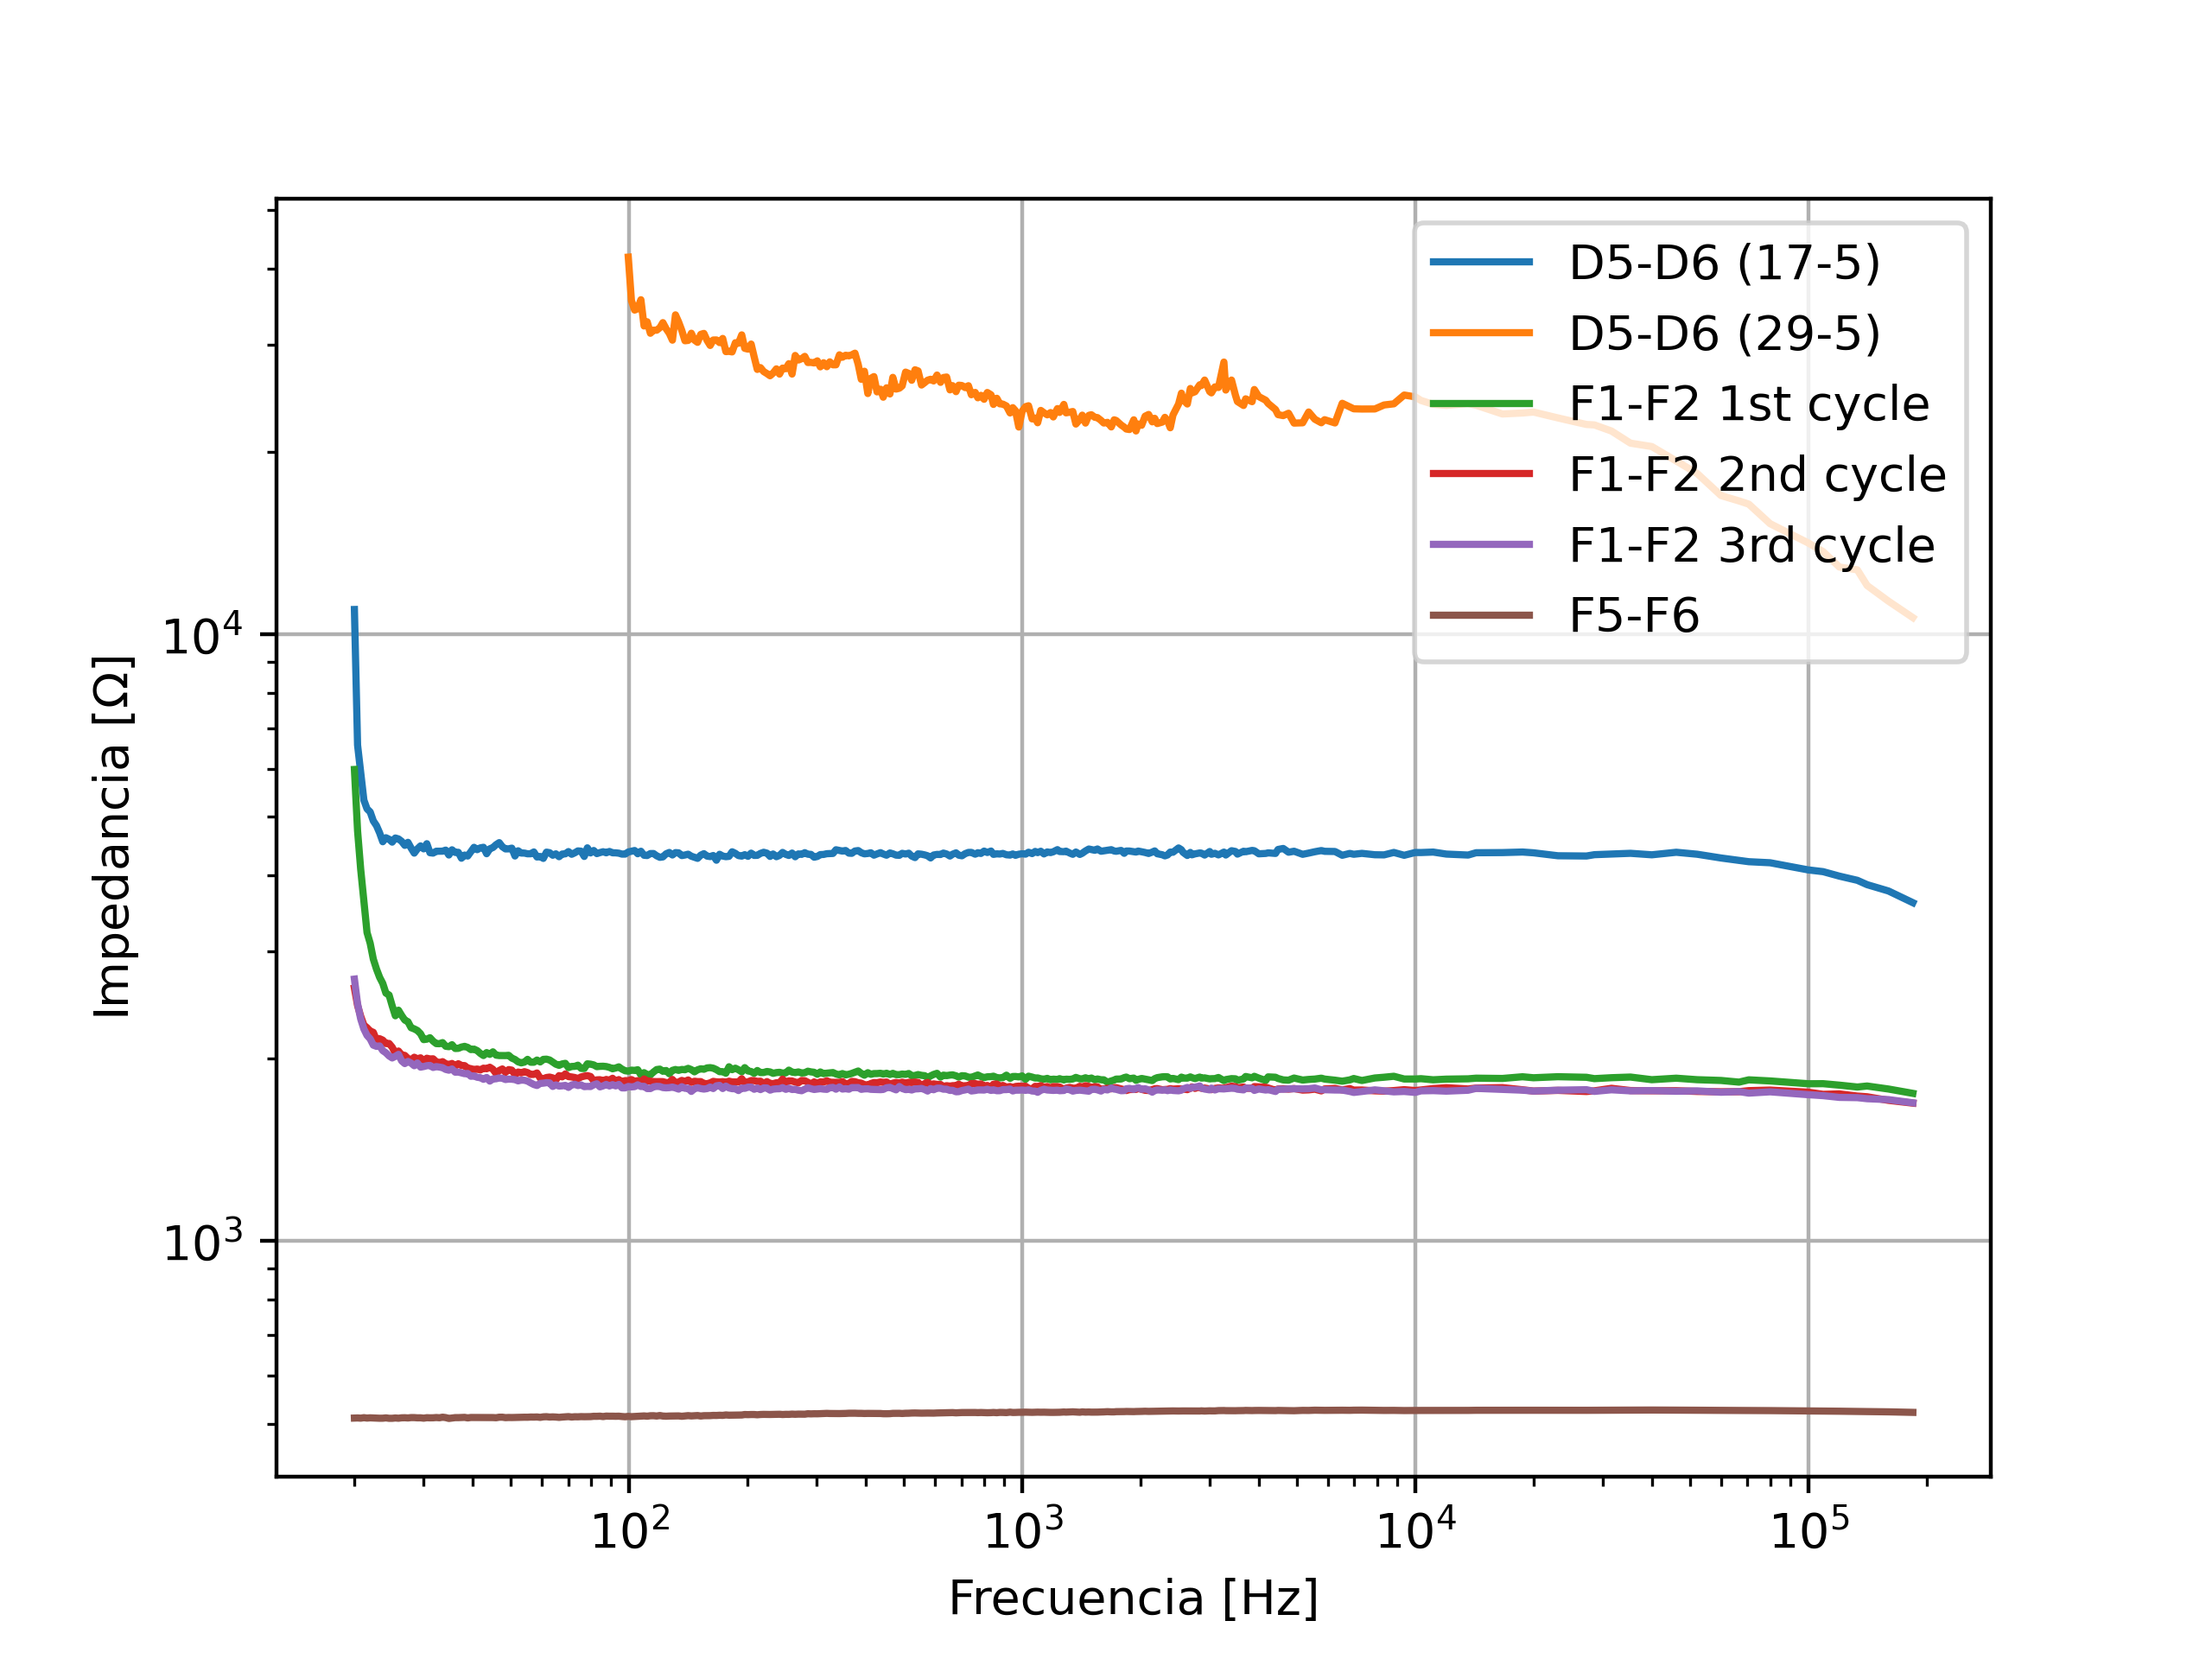 D5-D6 (17-5)
D5-D6 (29-5)
F1-F2 1st cycle
F1-F2 2nd cycle
F1-F2 3rd cycle
F5-F6
Impedancia [Ω]
10⁴
10³
10² 10³ 10⁴ 10⁵
Frecuencia [Hz]